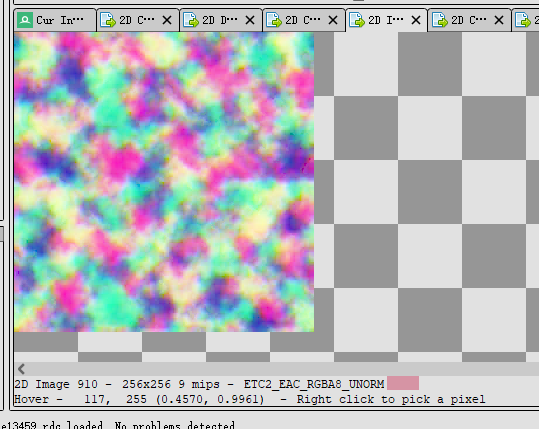 Cur In··· 2D C··· 2D D··· 2D C··· 2D I··· 2D C··· 2
2D Image 910 - 256x256 9 mips - ETC2_EAC_RGBA8_UNORM
Hover -   117,  255 (0.4570, 0.9961)  - Right click to pick a pixel
e13459.rdc loaded. No problems detected.